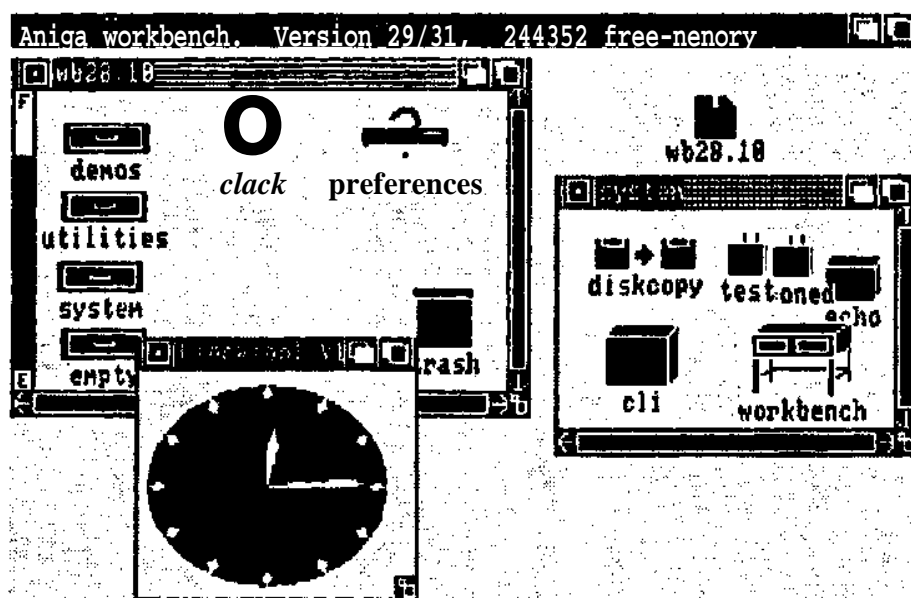 Aniga workbench. Version 29/31, 244352 free-nenory
wb28.10
F
demos
O
clack
preferences
wb28.10
utilities
diskcopy
testoned
echo
system
empty
rash
E
cli
workbench